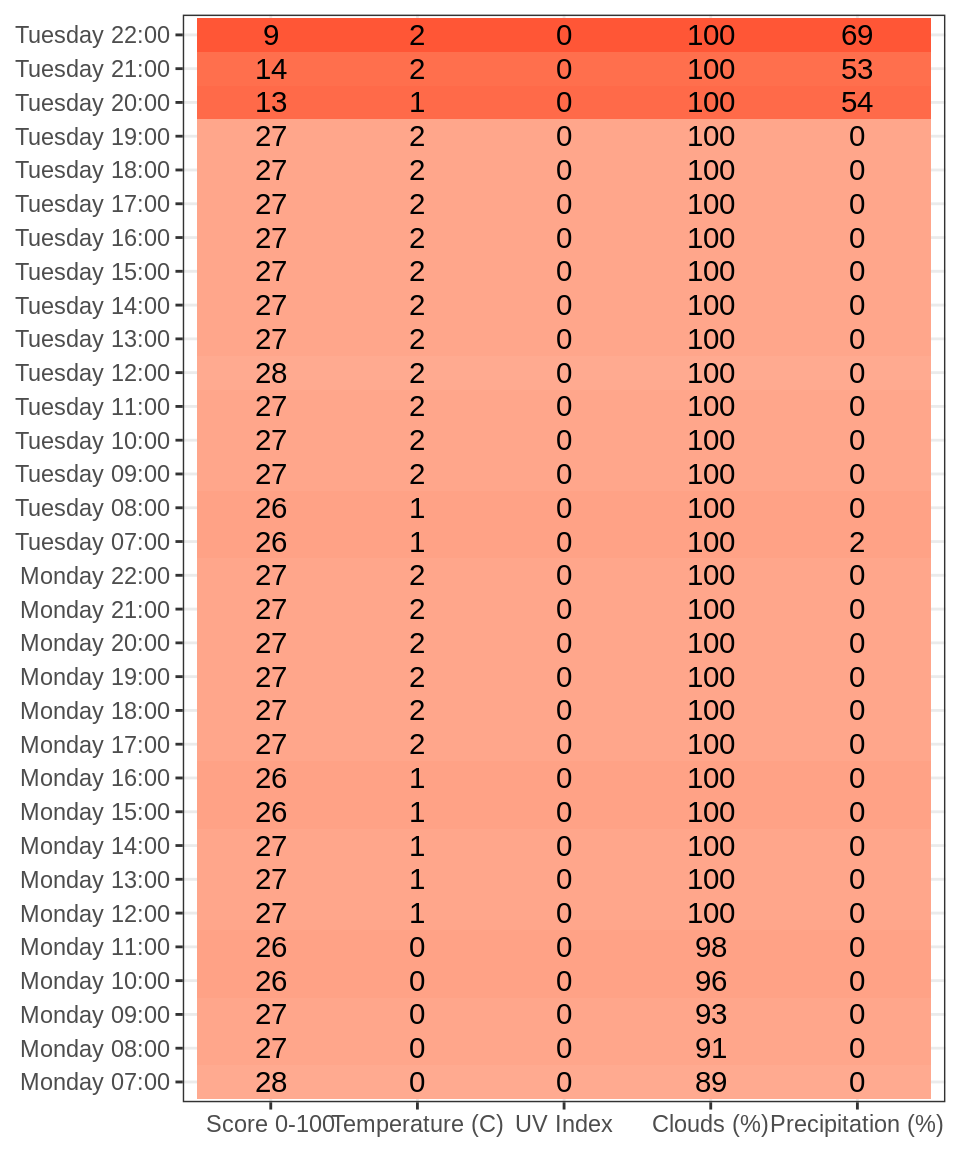 Tuesday 22:00 9 2 0 100 69
Tuesday 21:00 14 2 0 100 53
Tuesday 20:00 13 1 0 100 54
Tuesday 19:00 27 2 0 100 0
Tuesday 18:00 27 2 0 100 0
Tuesday 17:00 27 2 0 100 0
Tuesday 16:00 27 2 0 100 0
Tuesday 15:00 27 2 0 100 0
Tuesday 14:00 27 2 0 100 0
Tuesday 13:00 27 2 0 100 0
Tuesday 12:00 28 2 0 100 0
Tuesday 11:00 27 2 0 100 0
Tuesday 10:00 27 2 0 100 0
Tuesday 09:00 27 2 0 100 0
Tuesday 08:00 26 1 0 100 0
Tuesday 07:00 26 1 0 100 2
Monday 22:00 27 2 0 100 0
Monday 21:00 27 2 0 100 0
Monday 20:00 27 2 0 100 0
Monday 19:00 27 2 0 100 0
Monday 18:00 27 2 0 100 0
Monday 17:00 27 2 0 100 0
Monday 16:00 26 1 0 100 0
Monday 15:00 26 1 0 100 0
Monday 14:00 27 1 0 100 0
Monday 13:00 27 1 0 100 0
Monday 12:00 27 1 0 100 0
Monday 11:00 26 0 0 98 0
Monday 10:00 26 0 0 96 0
Monday 09:00 27 0 0 93 0
Monday 08:00 27 0 0 91 0
Monday 07:00 28 0 0 89 0
Score 0-100 Temperature (C) UV Index Clouds (%) Precipitation (%)